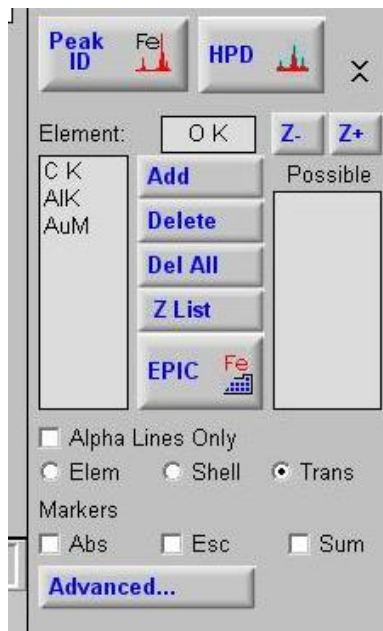 Peak ID Fe HPD
Element: O K Z- Z+
C K Add Possible
AlK
AuM Delete
Del All
Z List
EPIC Fe
Alpha Lines Only
Elem Shell Trans
Markers
Abs Esc Sum
Advanced...